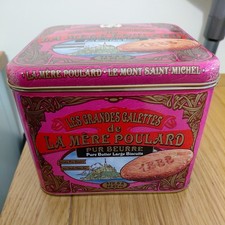 LA MÈRE POULARD - LE MONT SAINT-MICHEL
LES GRANDES GALETTES
de
LA MÈRE POULARD
PUR BEURRE
Pure Butter Large Biscuits
1888